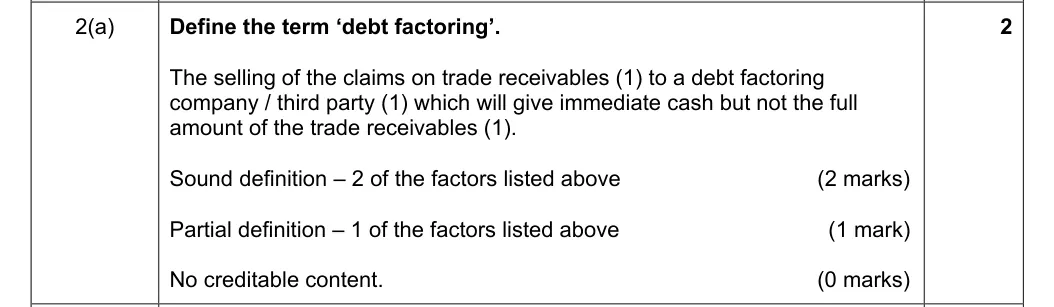 2(a) Define the term ‘debt factoring’. 2
The selling of the claims on trade receivables (1) to a debt factoring
company / third party (1) which will give immediate cash but not the full
amount of the trade receivables (1).
Sound definition – 2 of the factors listed above (2 marks)
Partial definition – 1 of the factors listed above (1 mark)
No creditable content. (0 marks)